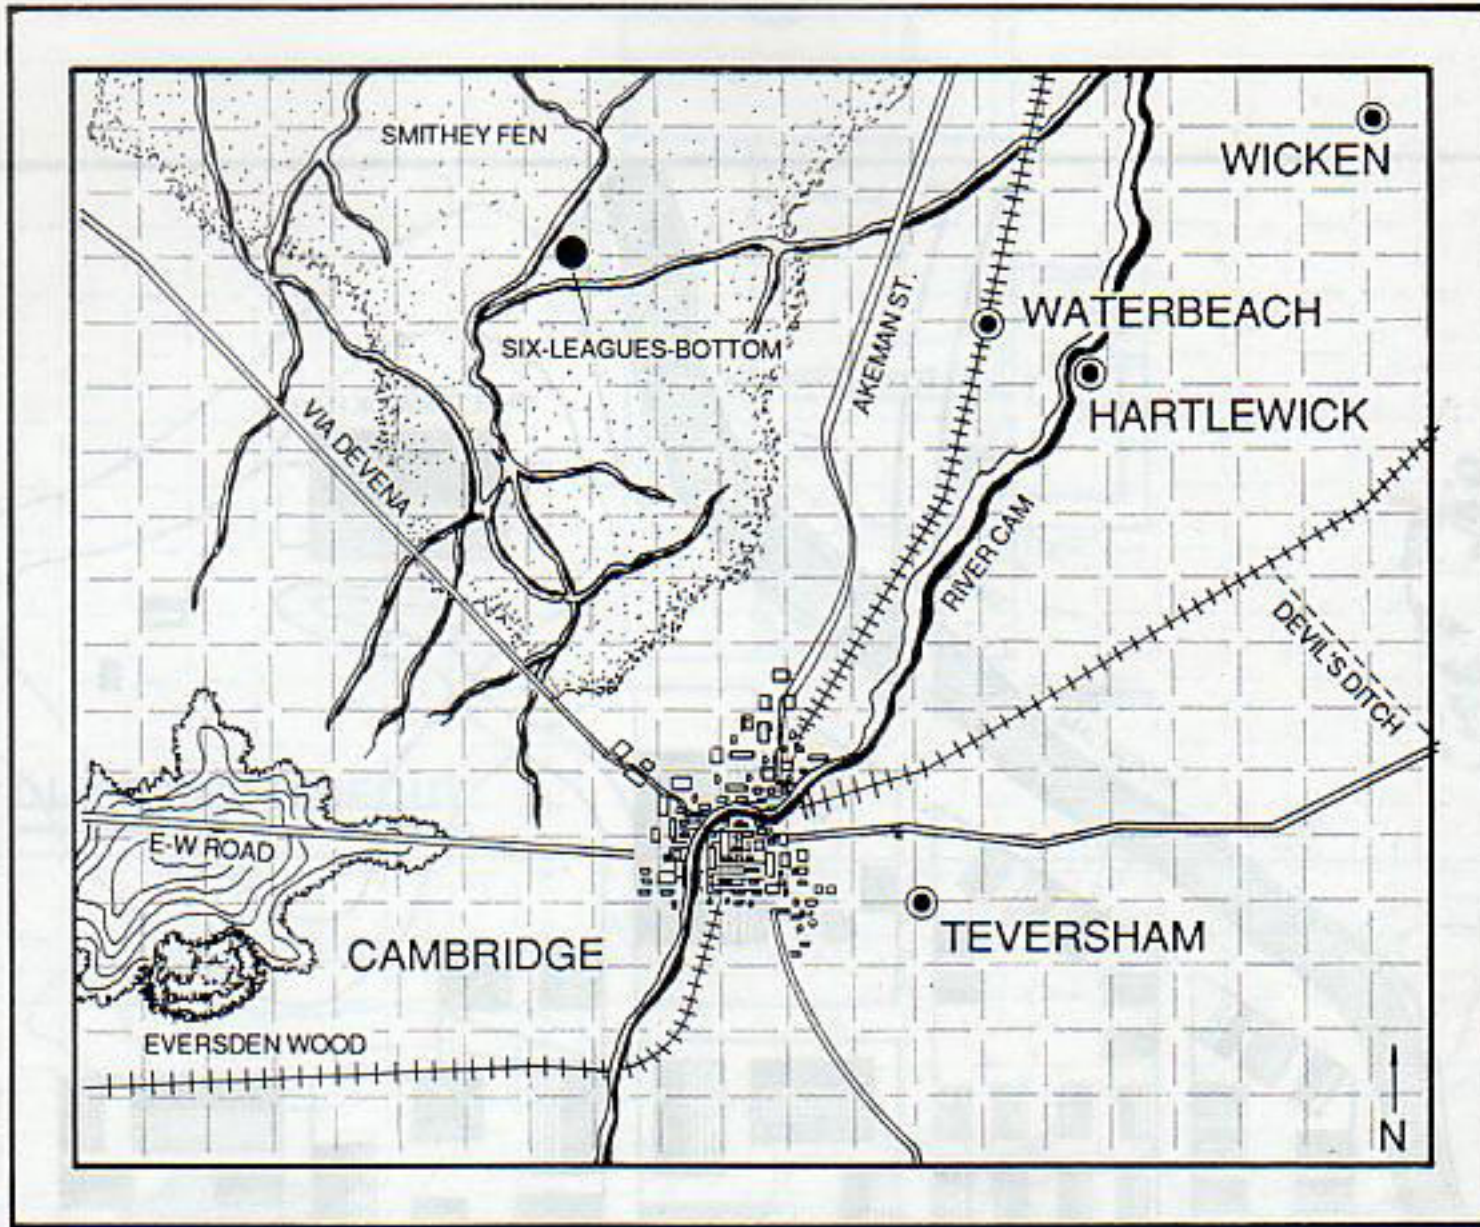 SMITHEY FEN
WICKEN
WATERBEACH
SIX-LEAGUES-BOTTOM
AKEMAN ST.
HARTLEWICK
VIA DEVENA
RIVER CAM
DEVIL'S DITCH
E-W ROAD
CAMBRIDGE
TEVERSHAM
EVERSDEN WOOD
N